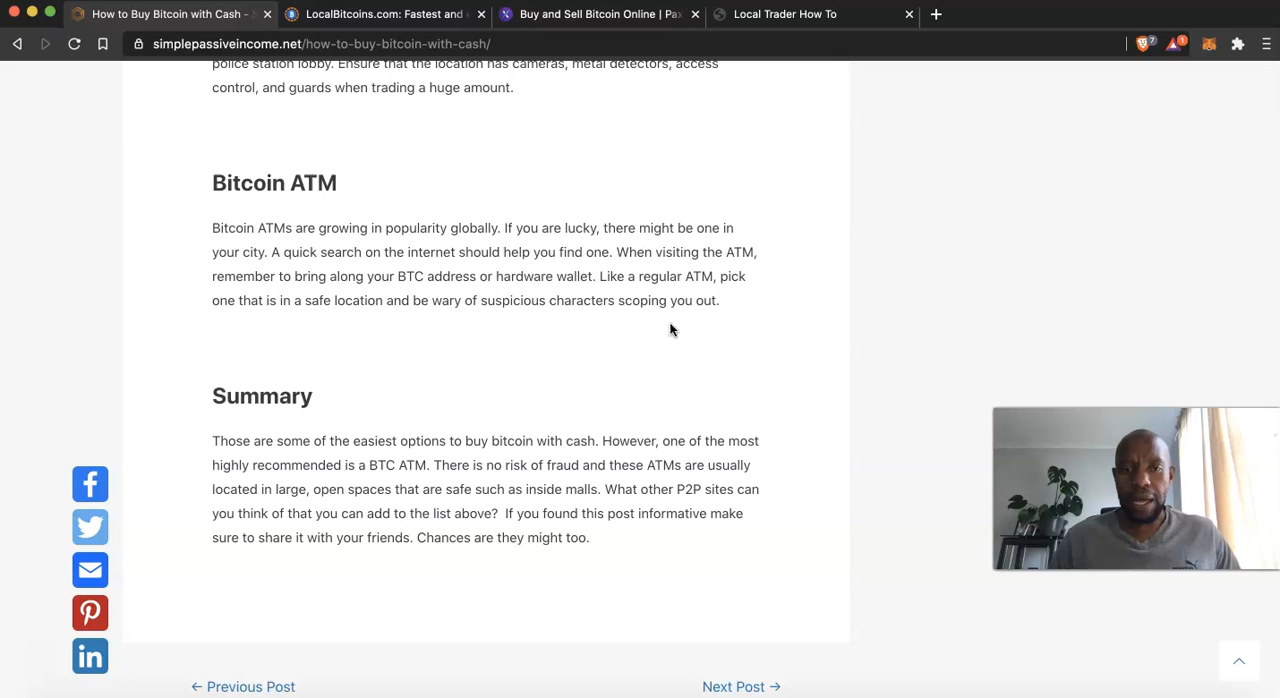 How to Buy Bitcoin with Cash -
LocalBitcoins.com: Fastest and
Buy and Sell Bitcoin Online | Pax
Local Trader How To
simplepassiveincome.net/how-to-buy-bitcoin-with-cash/
7
1
police station lobby. Ensure that the location has cameras, metal detectors, access
control, and guards when trading a huge amount.
Bitcoin ATM
Bitcoin ATMs are growing in popularity globally. If you are lucky, there might be one in
your city. A quick search on the internet should help you find one. When visiting the ATM,
remember to bring along your BTC address or hardware wallet. Like a regular ATM, pick
one that is in a safe location and be wary of suspicious characters scoping you out.
Summary
Those are some of the easiest options to buy bitcoin with cash. However, one of the most
highly recommended is a BTC ATM. There is no risk of fraud and these ATMs are usually
located in large, open spaces that are safe such as inside malls. What other P2P sites can
you think of that you can add to the list above? If you found this post informative make
sure to share it with your friends. Chances are they might too.
← Previous Post
Next Post →